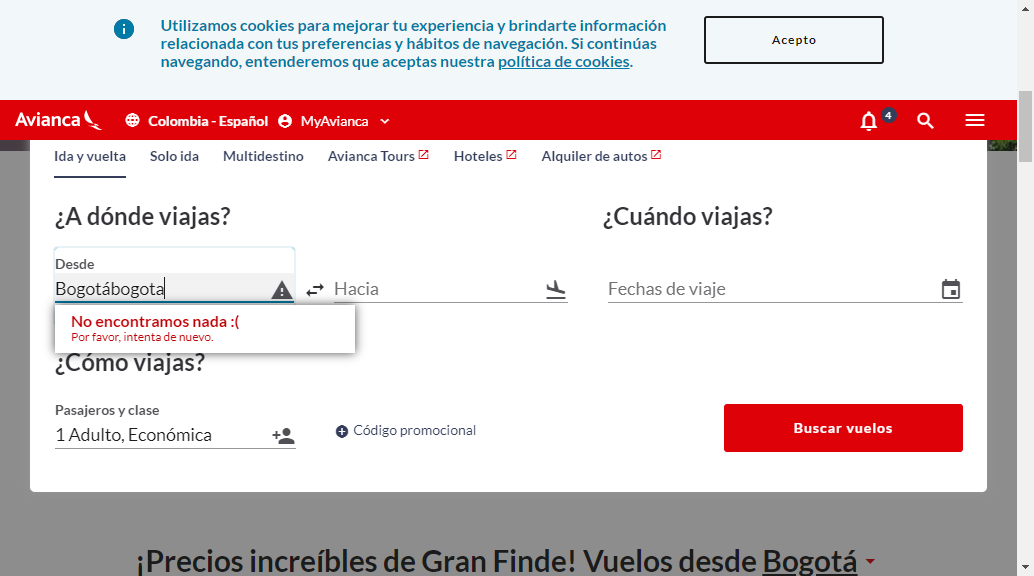 Utilizamos cookies para mejorar tu experiencia y brindarte información
relacionada con tus preferencias y hábitos de navegación. Si continúas
navegando, entenderemos que aceptas nuestra política de cookies.
Acepto
Avianca
Colombia - Español
MyAvianca
4
Ida y vuelta
Solo ida
Multidestino
Avianca Tours
Hoteles
Alquiler de autos
¿A dónde viajas?
¿Cuándo viajas?
Desde
Bogotábogota
Hacia
Fechas de viaje
No encontramos nada :(
Por favor, intenta de nuevo.
¿Cómo viajas?
Pasajeros y clase
1 Adulto, Económica
Código promocional
Buscar vuelos
¡Precios increíbles de Gran Finde! Vuelos desde Bogotá